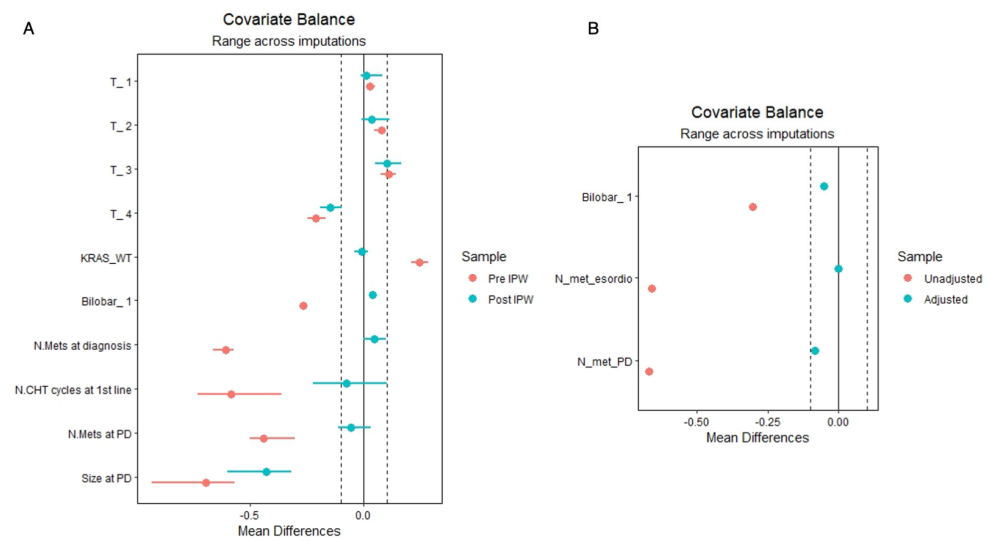 A
Covariate Balance
Range across imputations
T_ 1
T_ 2
T_ 3
T_ 4
KRAS_WT
Bilobar_ 1
N.Mets at diagnosis
N.CHT cycles at 1st line
N.Mets at PD
Size at PD
-0.5
0.0
Mean Differences
Sample
Pre IPW
Post IPW
B
Covariate Balance
Range across imputations
Bilobar_ 1
N_met_esordio
N_met_PD
-0.50
-0.25
0.00
Mean Differences
Sample
Unadjusted
Adjusted